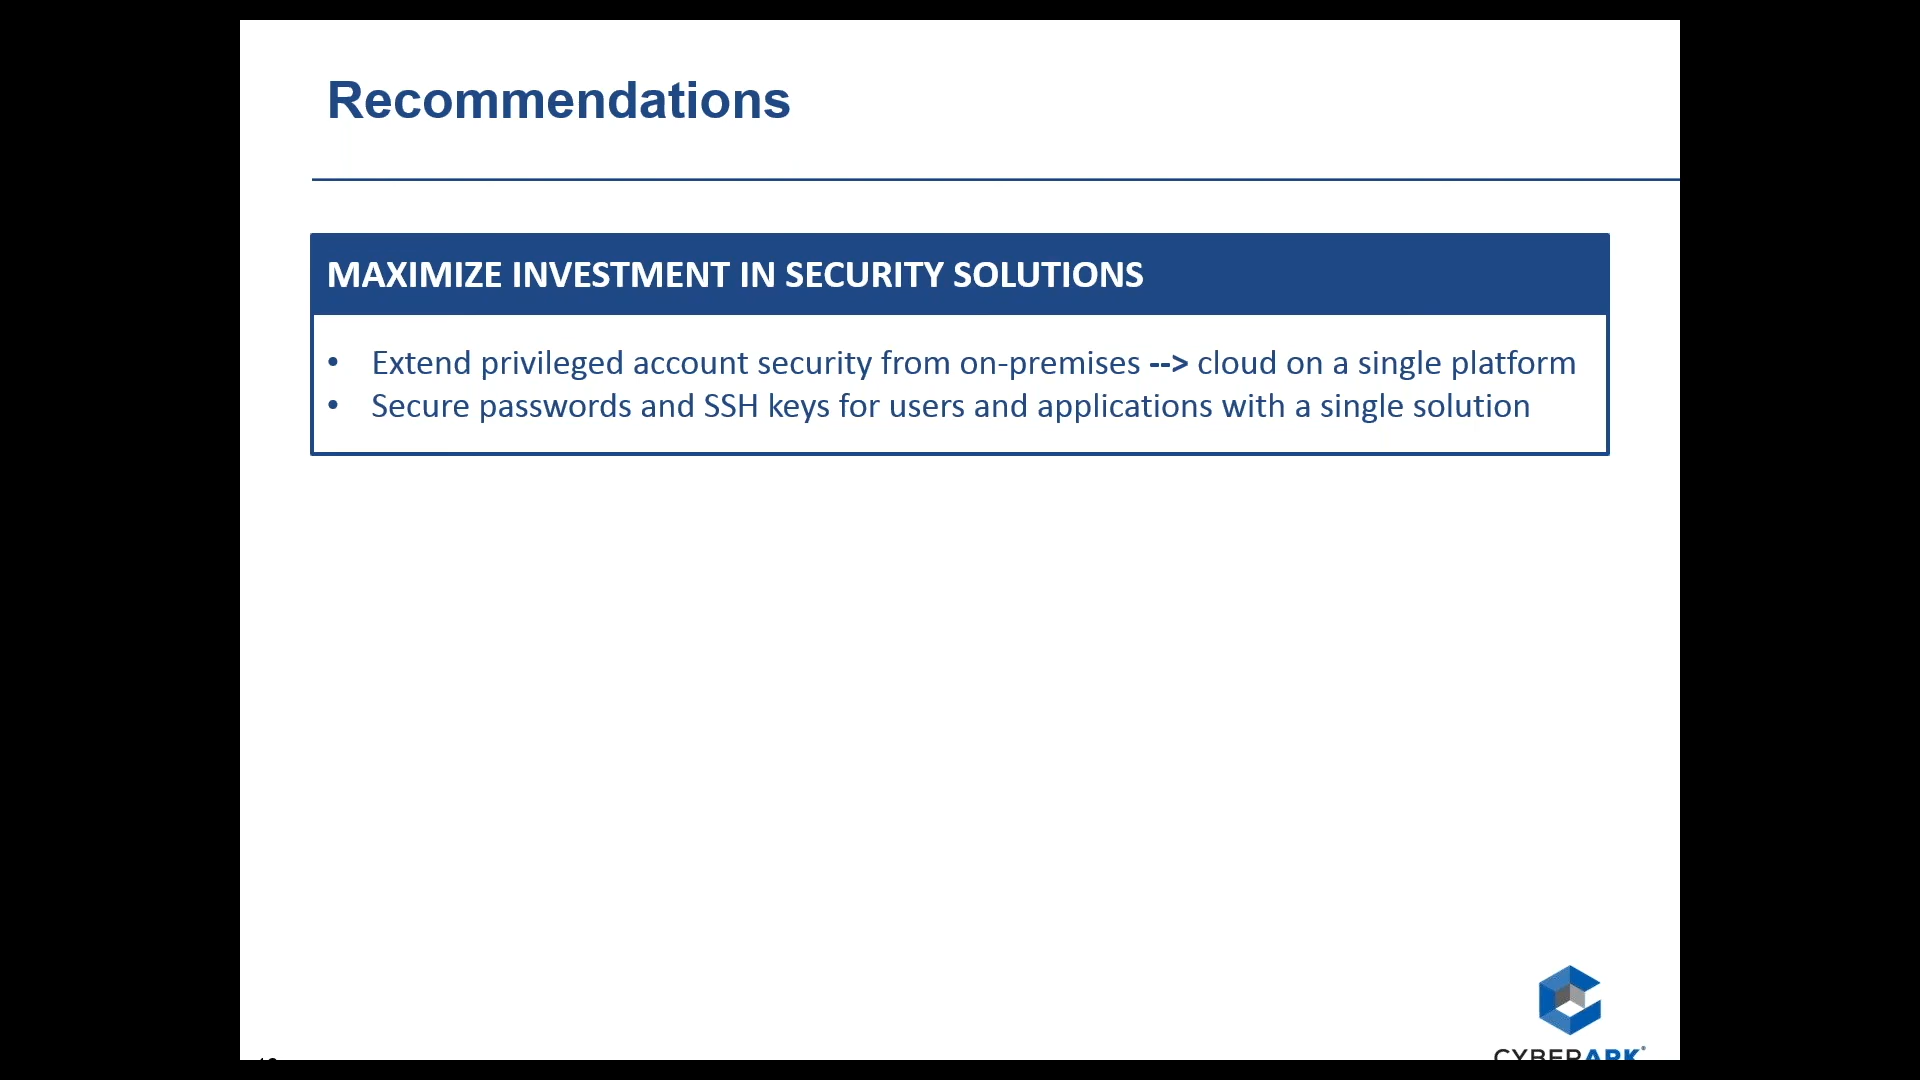 Recommendations
MAXIMIZE INVESTMENT IN SECURITY SOLUTIONS
• Extend privileged account security from on-premises --> cloud on a single platform
• Secure passwords and SSH keys for users and applications with a single solution
CYBERARK®